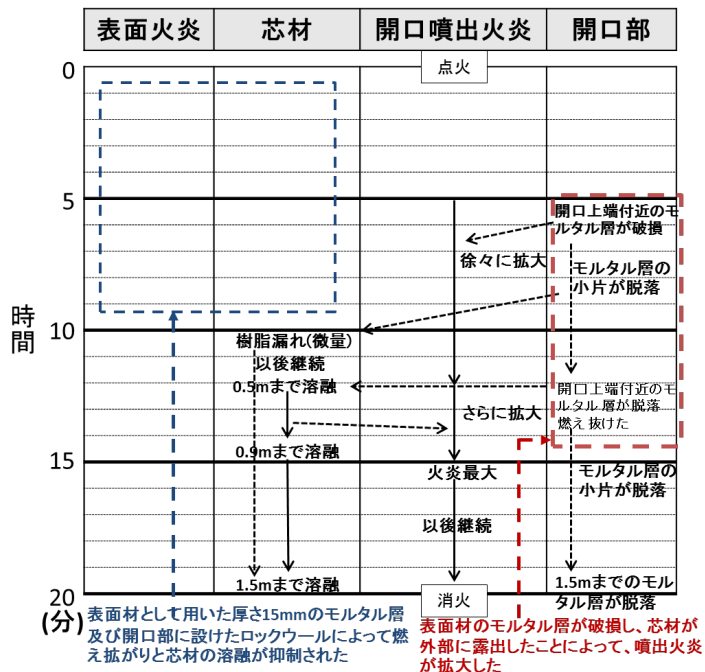 表面火炎
芯材
開口噴出火炎
開口部
0
点火
5
開口上端付近のモ
ルタル層が破損
徐々に拡大
モルタル層の
小片が脱落
時
間
10
樹脂漏れ(微量)
以後継続
0.5mまで溶融
開口上端付近の
モルタル層が脱落
燃え抜けた
さらに拡大
0.9mまで溶融
15
火炎最大
モルタル層の
小片が脱落
以後継続
1.5mまで溶融
消火
1.5mまでのモル
タル層が脱落
20
(分)
表面材として用いた厚さ15mmのモルタル層
及び開口部に設けたロックウールによって燃
え拡がりと芯材の溶融が抑制された
表面材のモルタル層が破損し、芯材が
外部に露出したことによって、噴出火炎
が拡大した